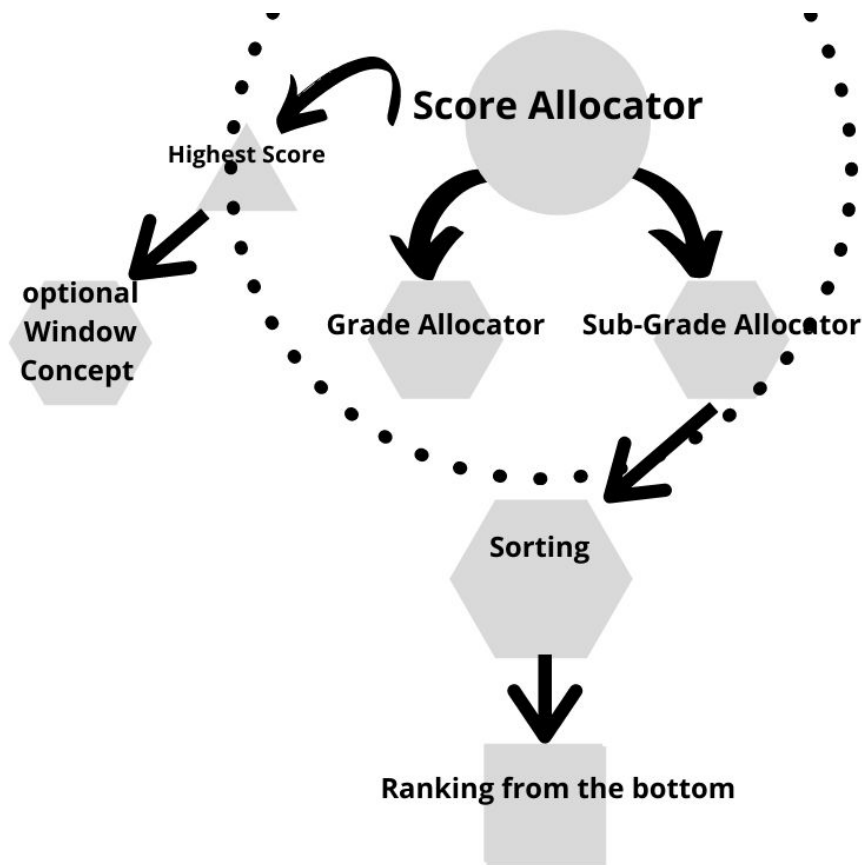 Score Allocator
Highest Score
optional
Window
Concept
Grade Allocator
Sub-Grade Allocator
Sorting
Ranking from the bottom